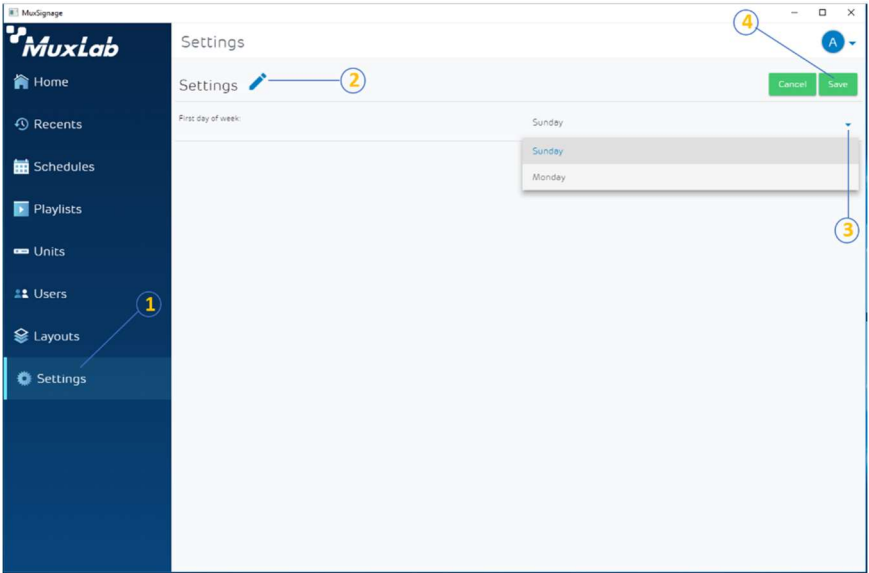 MuxSignage
4
MuxLab
Settings
A
Home
Settings
2
Cancel
Save
Recents
First day of week:
Sunday
Sunday
Schedules
Monday
Playlists
3
Units
Users
1
Layouts
Settings